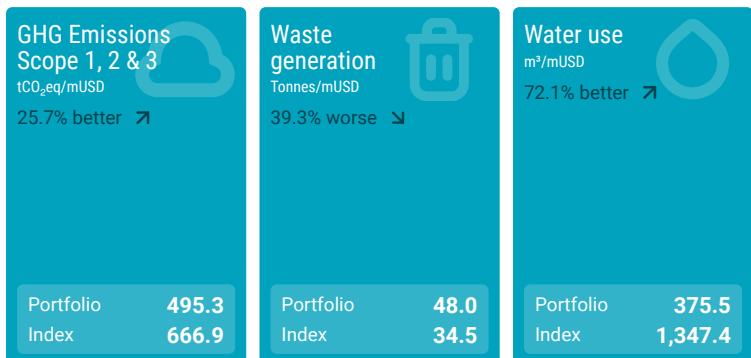 GHG Emissions
Scope 1, 2 & 3
tCO₂eq/mUSD
25.7% better
Portfolio 495.3
Index 666.9
Waste
generation
Tonnes/mUSD
39.3% worse
Portfolio 48.0
Index 34.5
Water use
m³/mUSD
72.1% better
Portfolio 375.5
Index 1,347.4